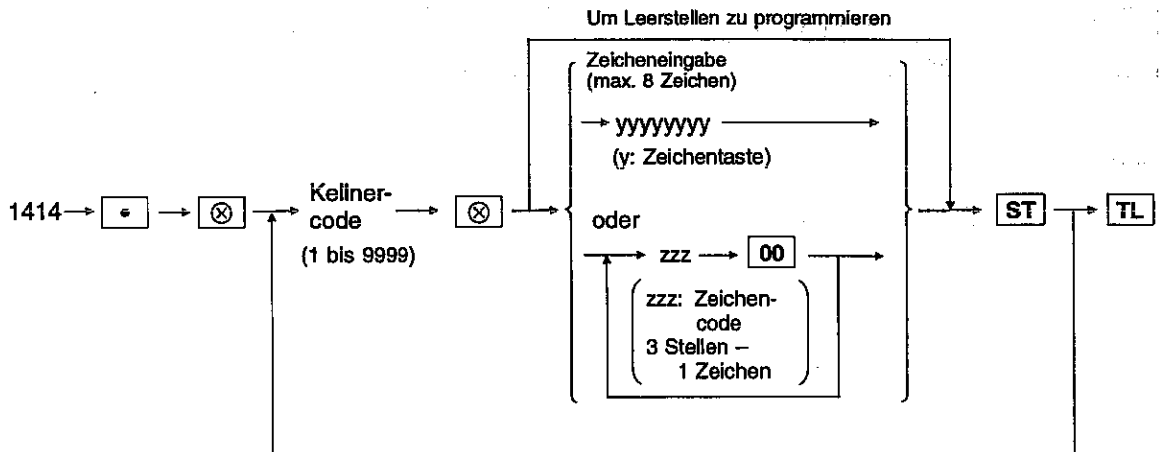 Um Leerstellen zu programmieren
Zeicheneingabe
(max. 8 Zeichen)
yyyyyyyy
(y: Zeichentaste)
1414
•
⊗
Kellner-
code
(1 bis 9999)
⊗
oder
zzz
00
zzz: Zeichen-
code
3 Stellen –
1 Zeichen
ST
TL